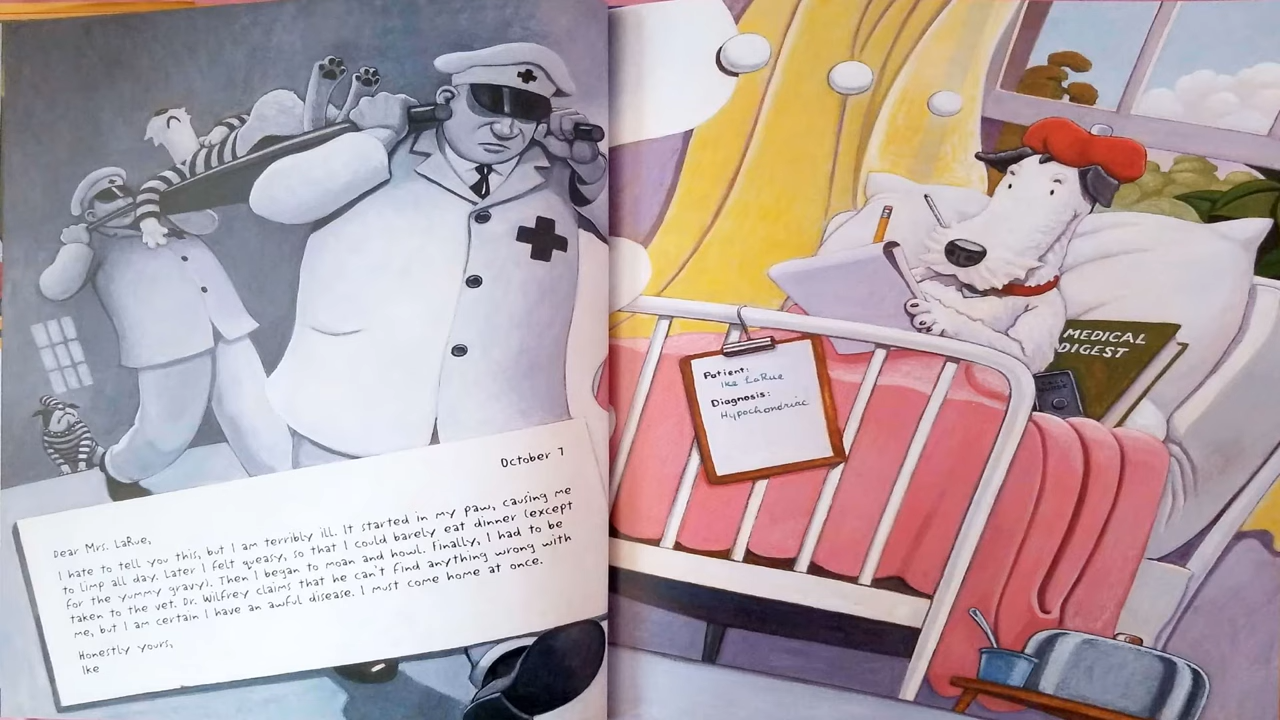 October 7
Dear Mrs. LaRue,
I hate to tell you this, but I am terribly ill. It started in my paw, causing me
to limp all day. Later I felt queasy, so that I could barely eat dinner (except
for the yummy gravy). Then I began to moan and howl. Finally, I had to be
taken to the vet. Dr. Wilfrey claims that he can't find anything wrong with
me, but I am certain I have an awful disease. I must come home at once.
Honestly yours,
Ike
Patient:
Ike LaRue
Diagnosis:
Hypochondriac
MEDICAL
DIGEST